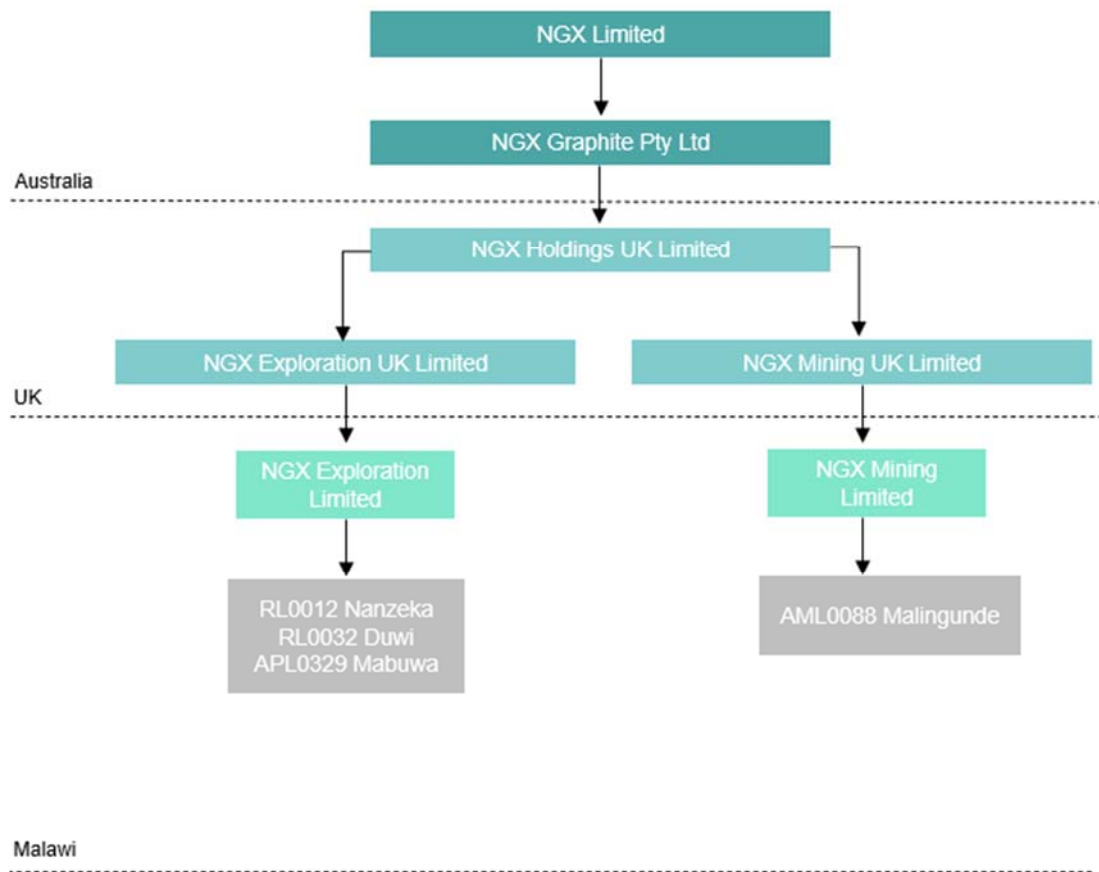 NGX Limited
NGX Graphite Pty Ltd
Australia
NGX Holdings UK Limited
NGX Exploration UK Limited
NGX Mining UK Limited
UK
NGX Exploration
Limited
NGX Mining
Limited
RL0012 Nanzeka
RL0032 Duwi
APL0329 Mabuwa
AML0088 Malingunde
Malawi